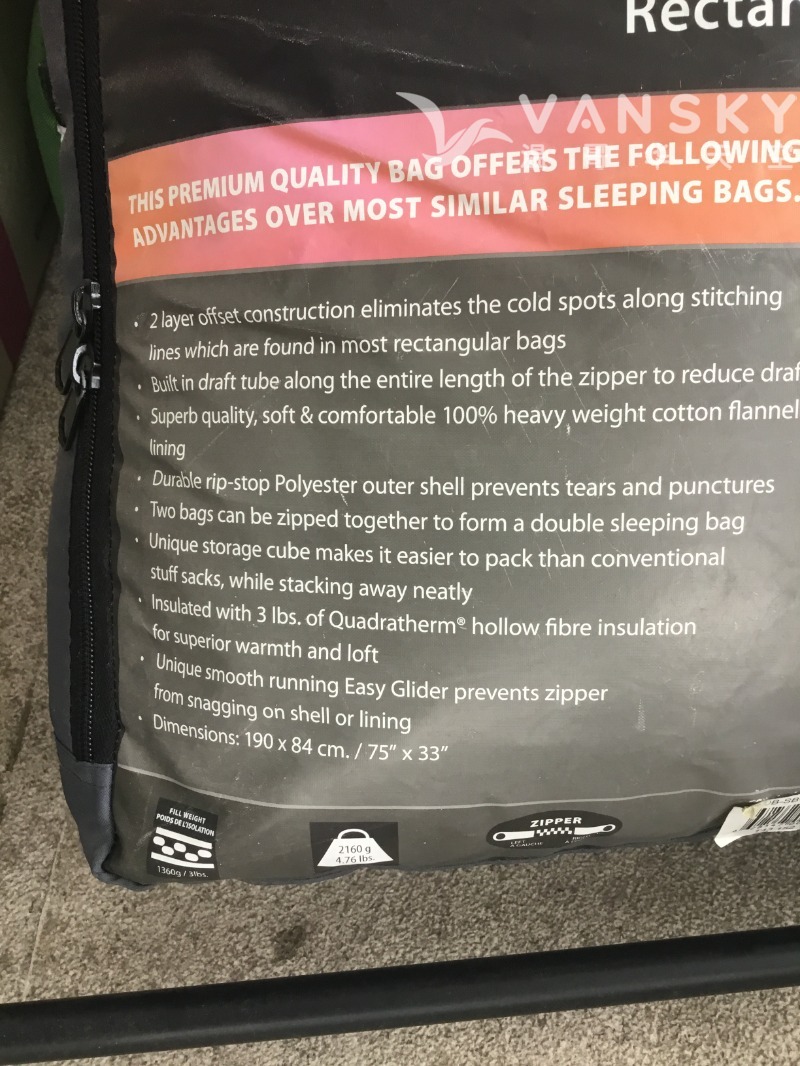 Rectan
VANSKY
THIS PREMIUM QUALITY BAG OFFERS THE FOLLOWING
ADVANTAGES OVER MOST SIMILAR SLEEPING BAGS.
• 2 layer offset construction eliminates the cold spots along stitching
lines which are found in most rectangular bags
• Built in draft tube along the entire length of the zipper to reduce draf
• Superb quality, soft & comfortable 100% heavy weight cotton flannel
lining
• Durable rip-stop Polyester outer shell prevents tears and punctures
• Two bags can be zipped together to form a double sleeping bag
• Unique storage cube makes it easier to pack than conventional
stuff sacks, while stacking away neatly
• Insulated with 3 lbs. of Quadratherm® hollow fibre insulation
for superior warmth and loft
• Unique smooth running Easy Glider prevents zipper
from snagging on shell or lining
• Dimensions: 190 x 84 cm. / 75" x 33"
FILL WEIGHT
POIDS DE L'ISOLATION
1360g / 3lbs.
2160 g
4.76 lbs.
ZIPPER
LEFT
À GAUCHE